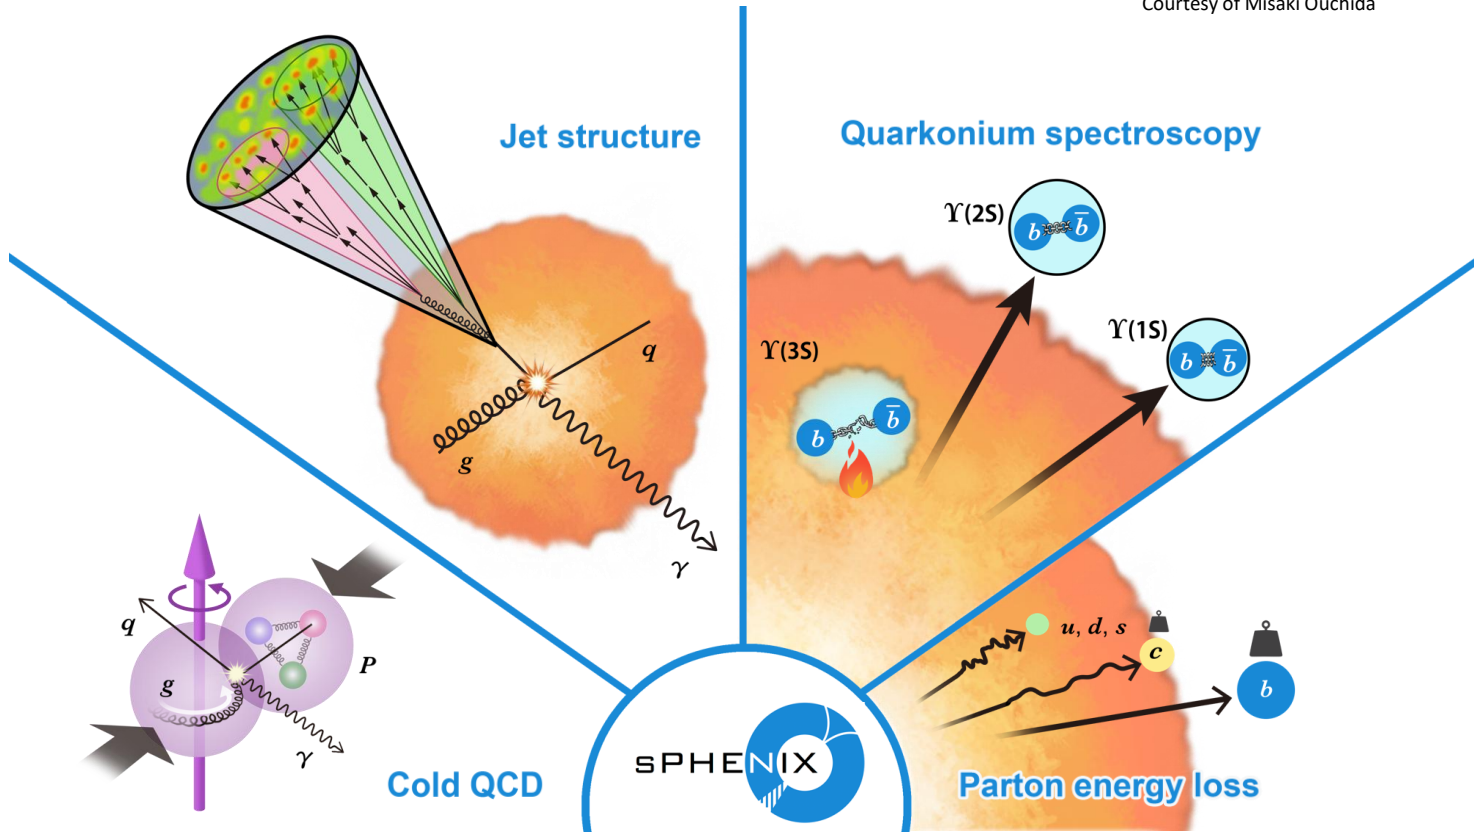 Courtesy of Misaki Ouchida
Jet structure
q
g
γ
Quarkonium spectroscopy
ϒ(2S)
b b̅
ϒ(1S)
b b̅
ϒ(3S)
b b̅
q
g
P
γ
Cold QCD
sPHENIX
u, d, s
c
b
Parton energy loss